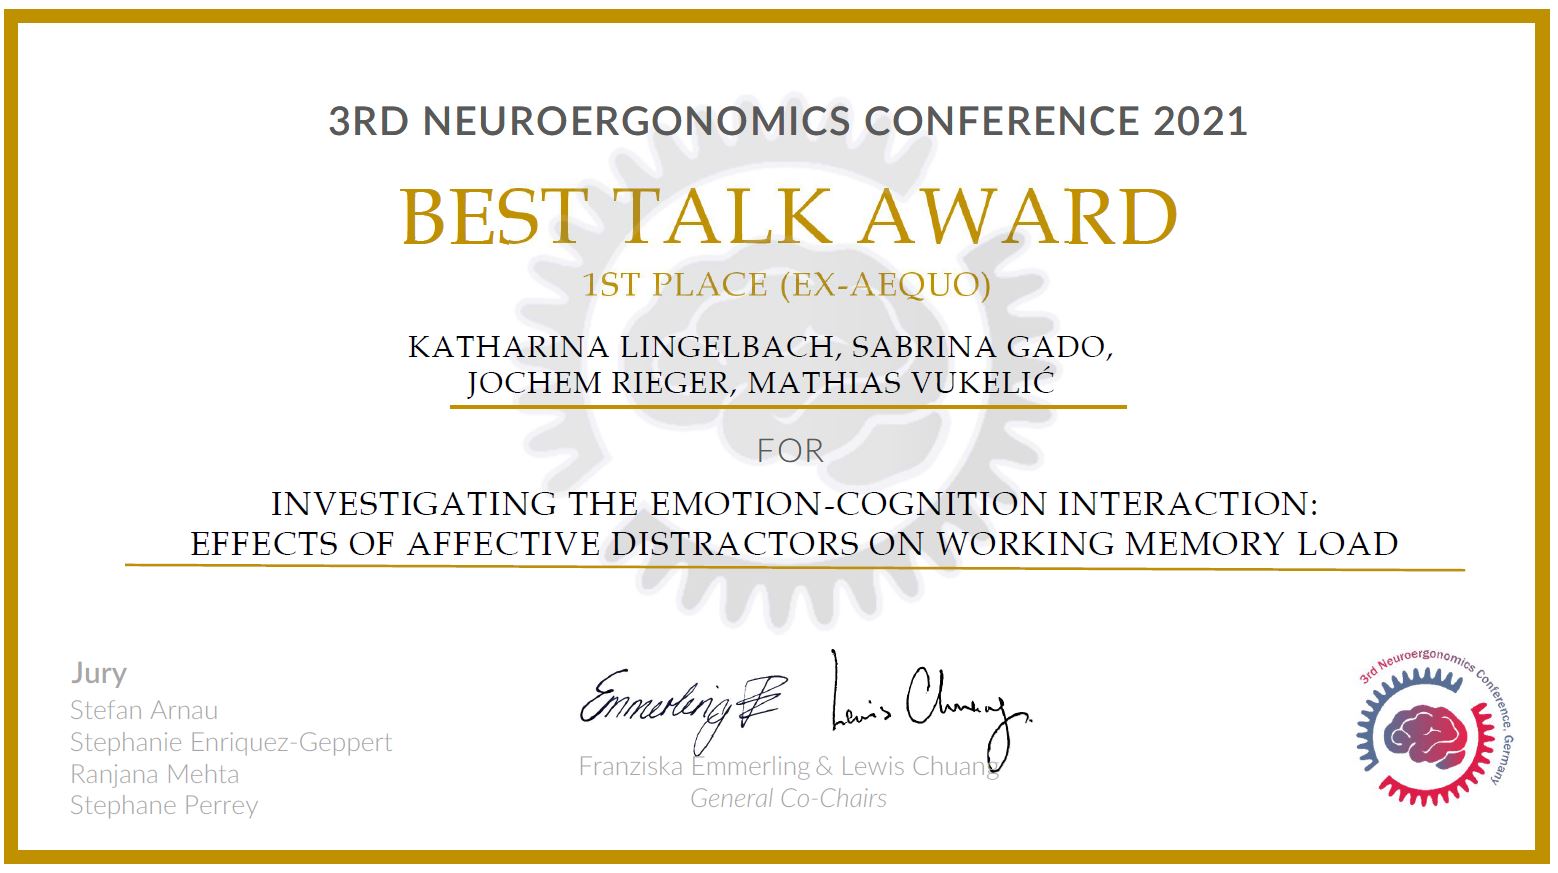 3RD NEUROERGONOMICS CONFERENCE 2021
BEST TALK AWARD
1ST PLACE (EX-AEQUO)
KATHARINA LINGELBACH, SABRINA GADO,
JOCHEM RIEGER, MATHIAS VUKELIĆ
FOR
INVESTIGATING THE EMOTION-COGNITION INTERACTION:
EFFECTS OF AFFECTIVE DISTRACTORS ON WORKING MEMORY LOAD
Jury
Stefan Arnau
Stephanie Enriquez-Geppert
Ranjana Mehta
Stephane Perrey
Emmerling FE
Lewis Chuang
Franziska Emmerling & Lewis Chuang
General Co-Chairs
3rd Neuroergonomics Conference, Germany